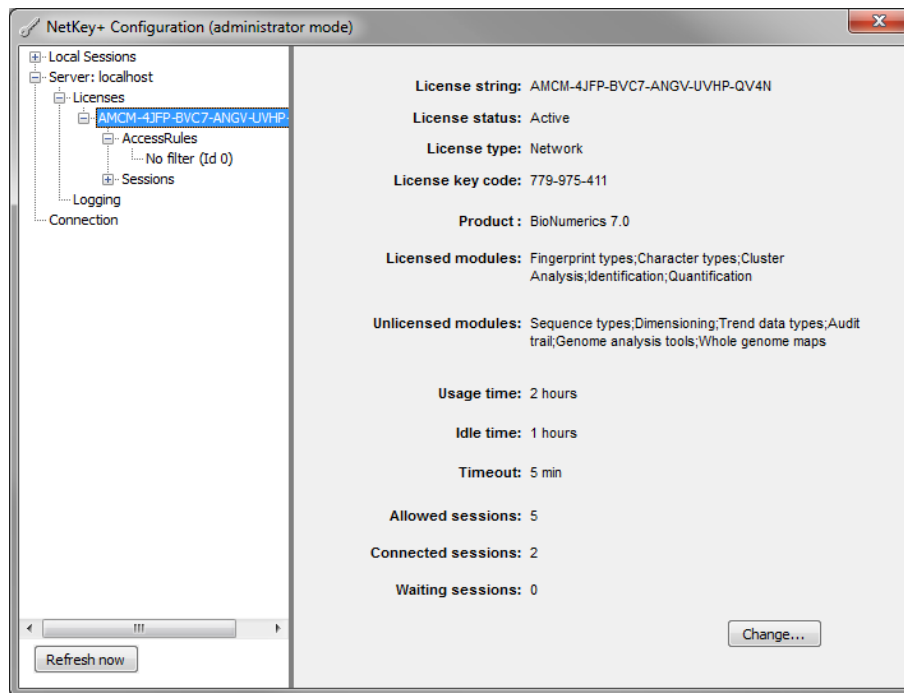 NetKey+ Configuration (administrator mode)
Local Sessions
Server: localhost
Licenses
AMCM-4JFP-BVC7-ANGV-UVHP-
AccessRules
No filter (Id 0)
Sessions
Logging
Connection
Refresh now
License string: AMCM-4JFP-BVC7-ANGV-UVHP-QV4N
License status: Active
License type: Network
License key code: 779-975-411
Product : BioNumerics 7.0
Licensed modules: Fingerprint types;Character types;Cluster
Analysis;Identification;Quantification
Unlicensed modules: Sequence types;Dimensioning;Trend data types;Audit
trail;Genome analysis tools;Whole genome maps
Usage time: 2 hours
Idle time: 1 hours
Timeout: 5 min
Allowed sessions: 5
Connected sessions: 2
Waiting sessions: 0
Change...